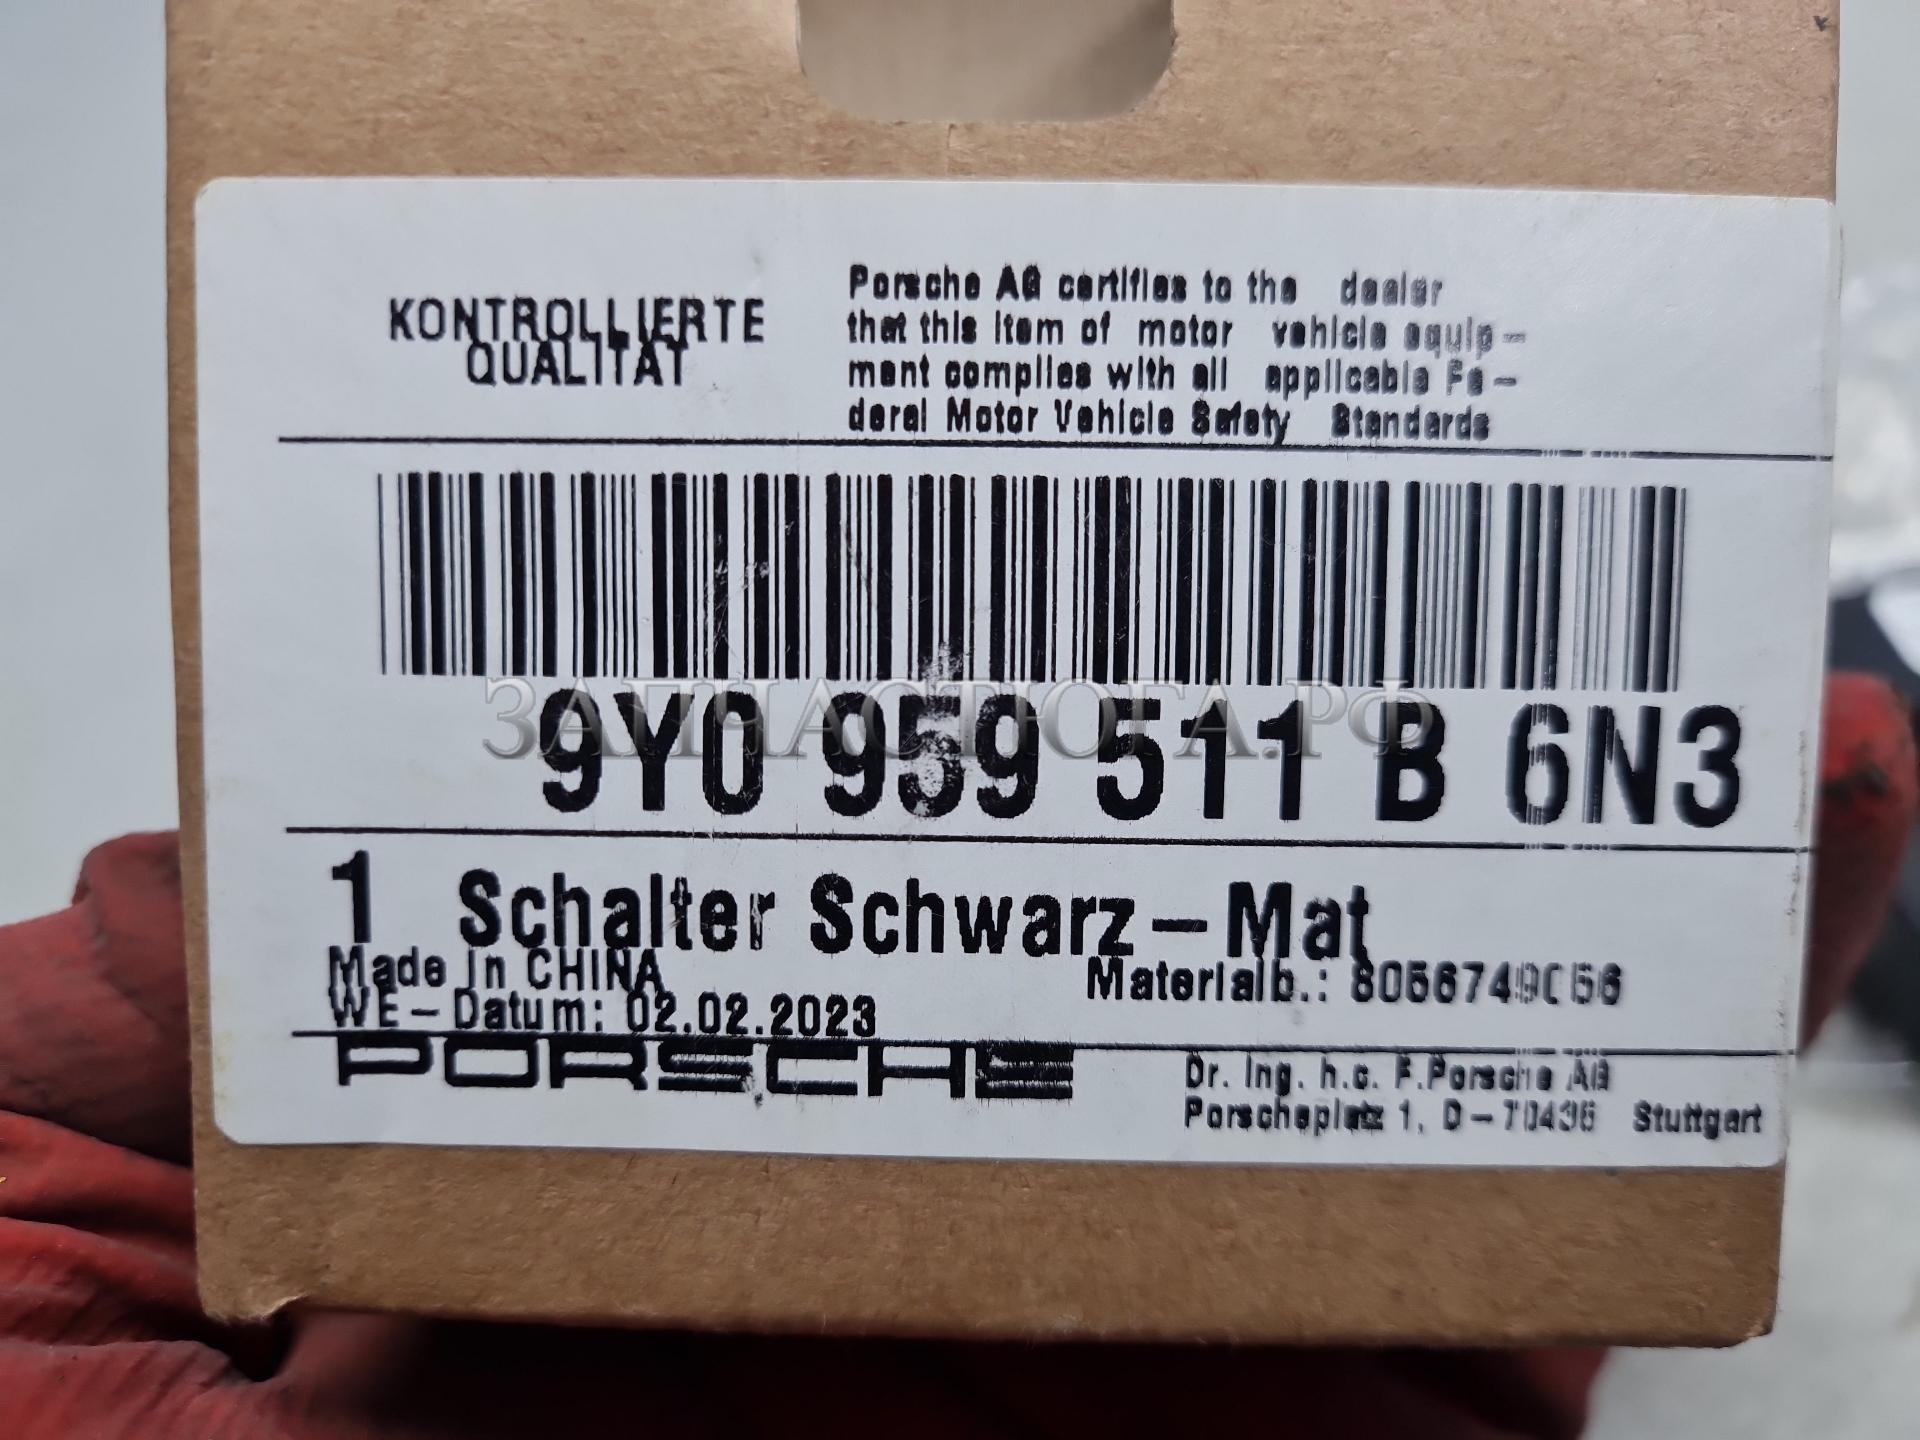 KONTROLLIERTE
QUALITAT
Porsche AG certifies to the dealer
that this item of motor vehicle equip-
ment complies with all applicable Fe-
deral Motor Vehicle Safety Standards
ЗАПЧАСТЮГА.РФ
9Y0 959 511 B 6N3
1 Schalter Schwarz-Mat
Made in CHINA
Materialb.:
WE-Datum: 02.02.2023
PORSCHE
Dr. Ing. h.c. F.Porsche AG
Porscheplatz 1, D-70435 Stuttgart